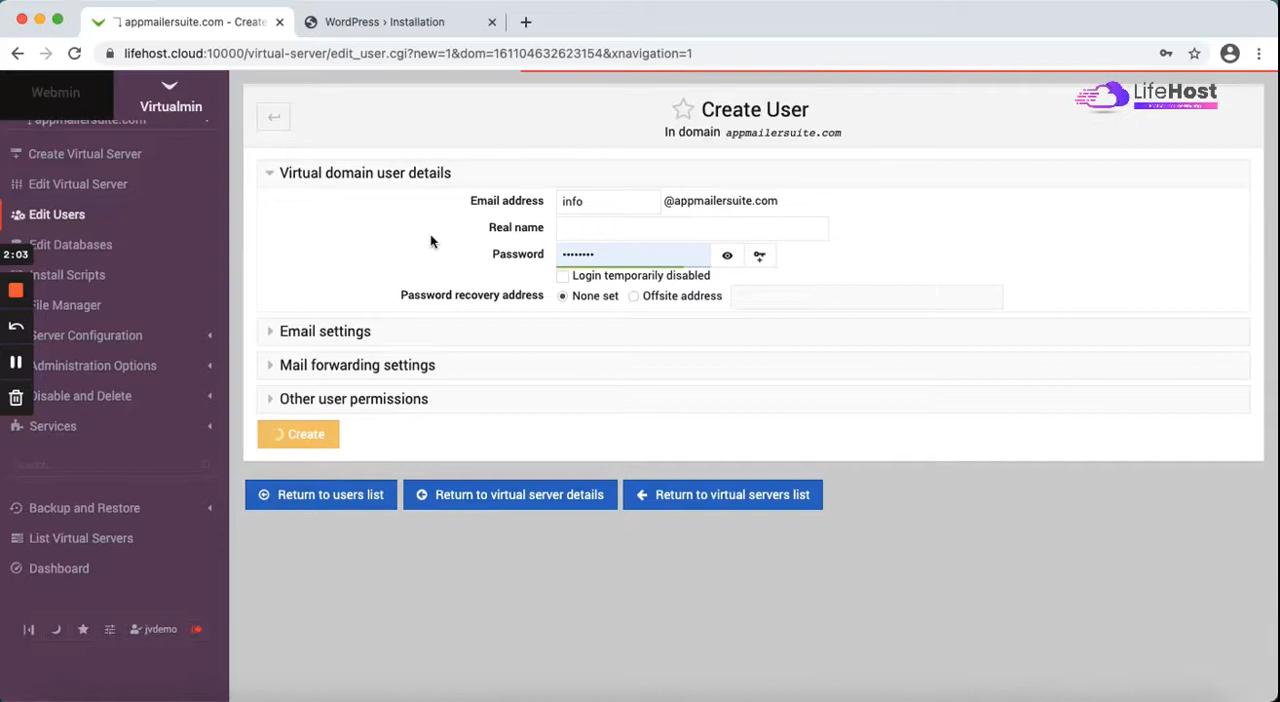 appmailersuite.com - Create
WordPress › Installation
lifehost.cloud:10000/virtual-server/edit_user.cgi?new=1&dom=161104632623154&xnavigation=1
Webmin
Virtualmin
LifeHost
appmailersuite.com
Create Virtual Server
Edit Virtual Server
Edit Users
Edit Databases
2:03
Install Scripts
File Manager
Server Configuration
Administration Options
Disable and Delete
Services
Search
Backup and Restore
List Virtual Servers
Dashboard
jvdemo
Create User
In domain appmailersuite.com
Virtual domain user details
Email address info @appmailersuite.com
Real name
Password ••••••••
Login temporarily disabled
Password recovery address None set Offsite address
Email settings
Mail forwarding settings
Other user permissions
Create
Return to users list Return to virtual server details Return to virtual servers list